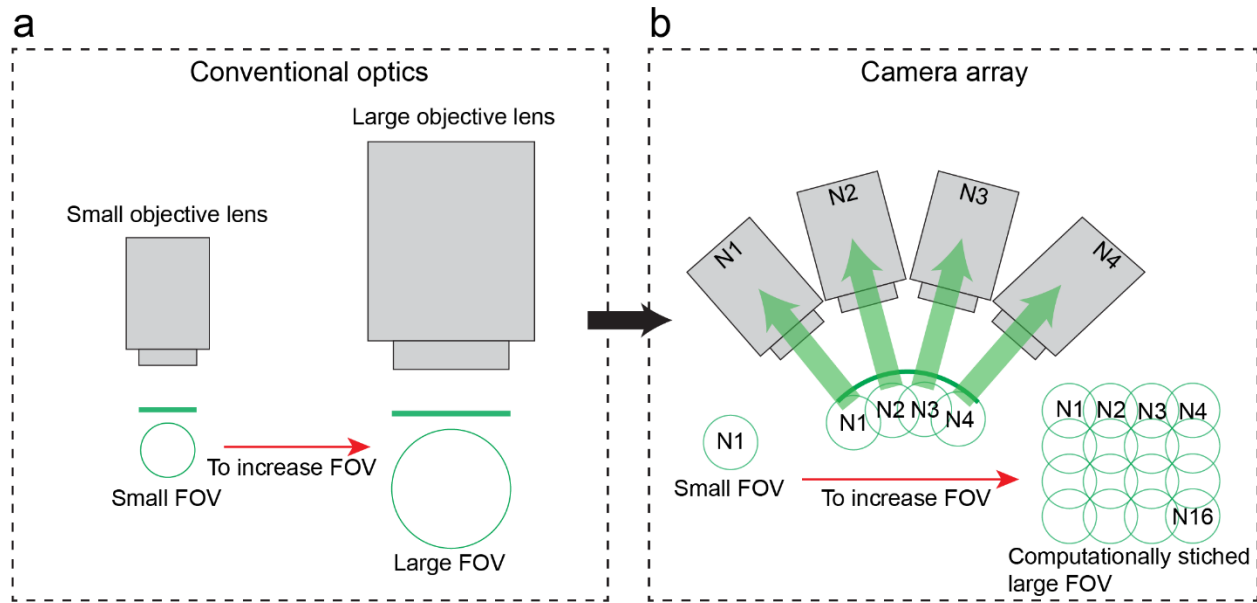 a
Conventional optics
Large objective lens
Small objective lens
To increase FOV
Small FOV
Large FOV
b
Camera array
N1
N2
N3
N4
N1
N2
N3
N4
N1
Small FOV
To increase FOV
N1
N2
N3
N4
N16
Computationally stiched
large FOV